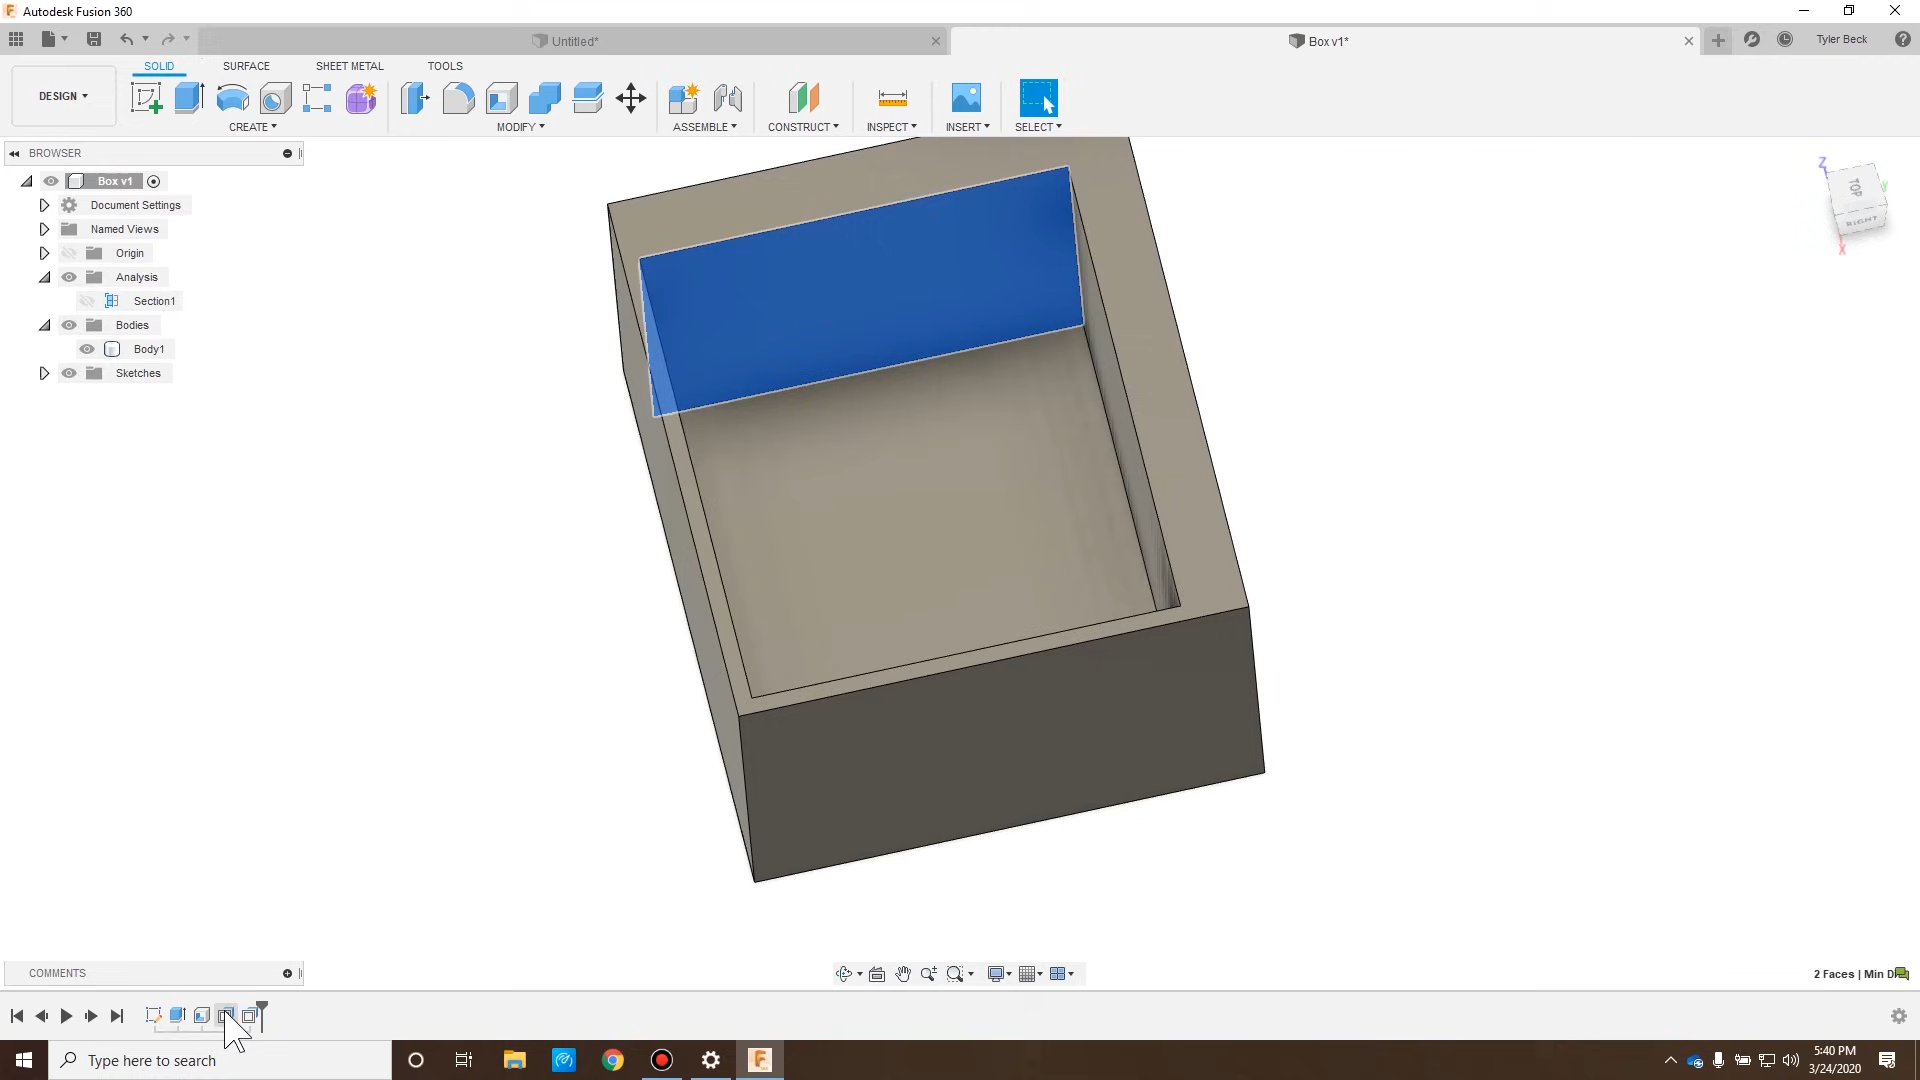 Autodesk Fusion 360
Untitled*
Box v1*
Tyler Beck
SOLID SURFACE SHEET METAL TOOLS
DESIGN
CREATE MODIFY ASSEMBLE CONSTRUCT INSPECT INSERT SELECT
BROWSER
Box v1
Document Settings
Named Views
Origin
Analysis
Section1
Bodies
Body1
Sketches
Z
TOP
Y
RIGHT
X
COMMENTS
2 Faces | Min Di
Type here to search
5:40 PM
3/24/2020